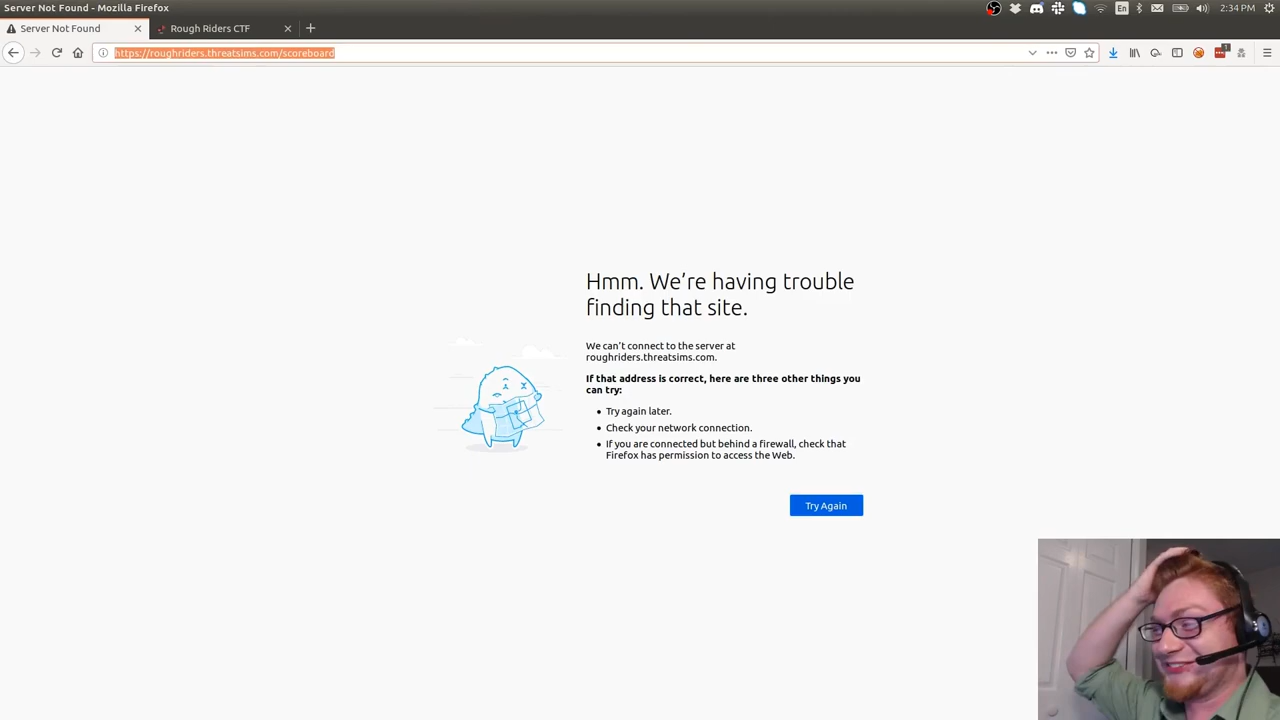 Server Not Found - Mozilla Firefox
En
2:34 PM
Server Not Found
Rough Riders CTF
https://roughriders.threatsims.com/scoreboard
1
Hmm. We're having trouble
finding that site.
We can't connect to the server at
roughriders.threatsims.com.
If that address is correct, here are three other things you
can try:
Try again later.
Check your network connection.
If you are connected but behind a firewall, check that
Firefox has permission to access the Web.
Try Again